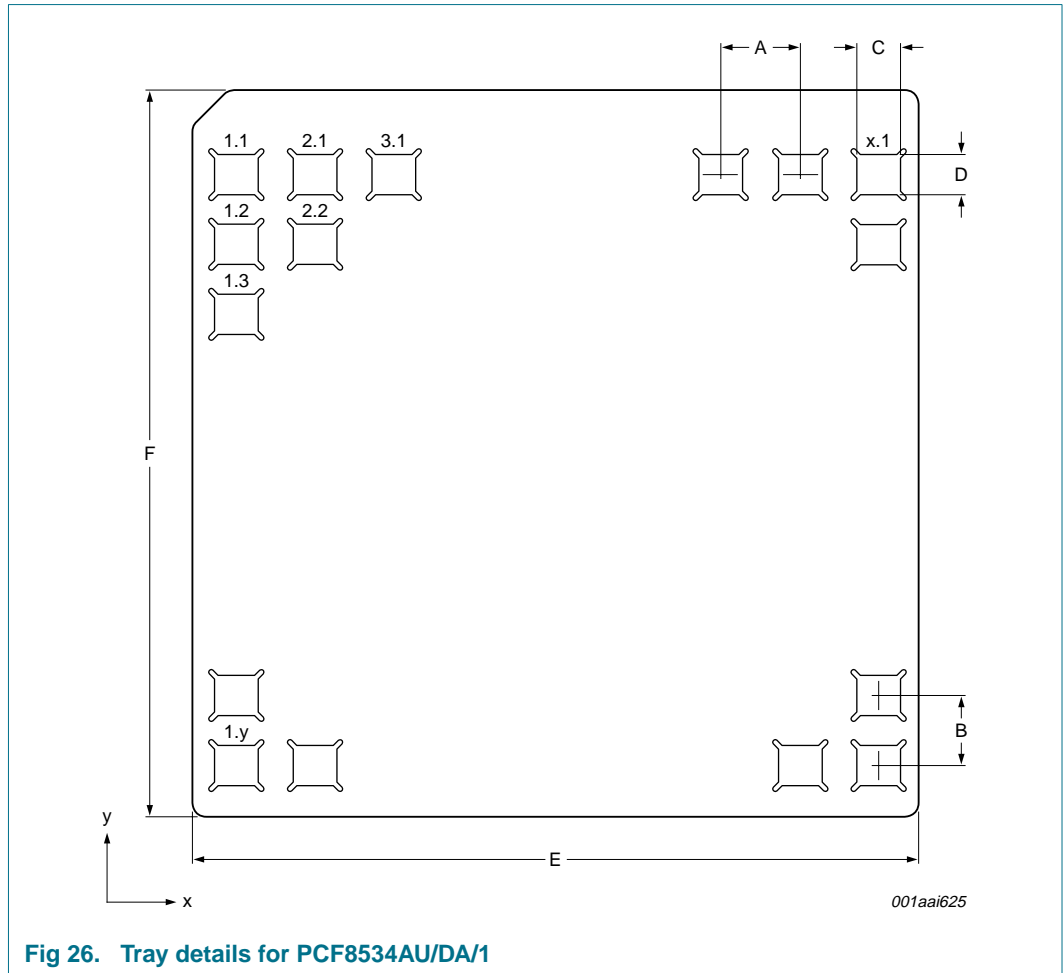 A C
1.1 2.1 3.1 x.1
D
1.2 2.2
1.3
F
1.y
B
y
E
x
001aai625
Fig 26. Tray details for PCF8534AU/DA/1